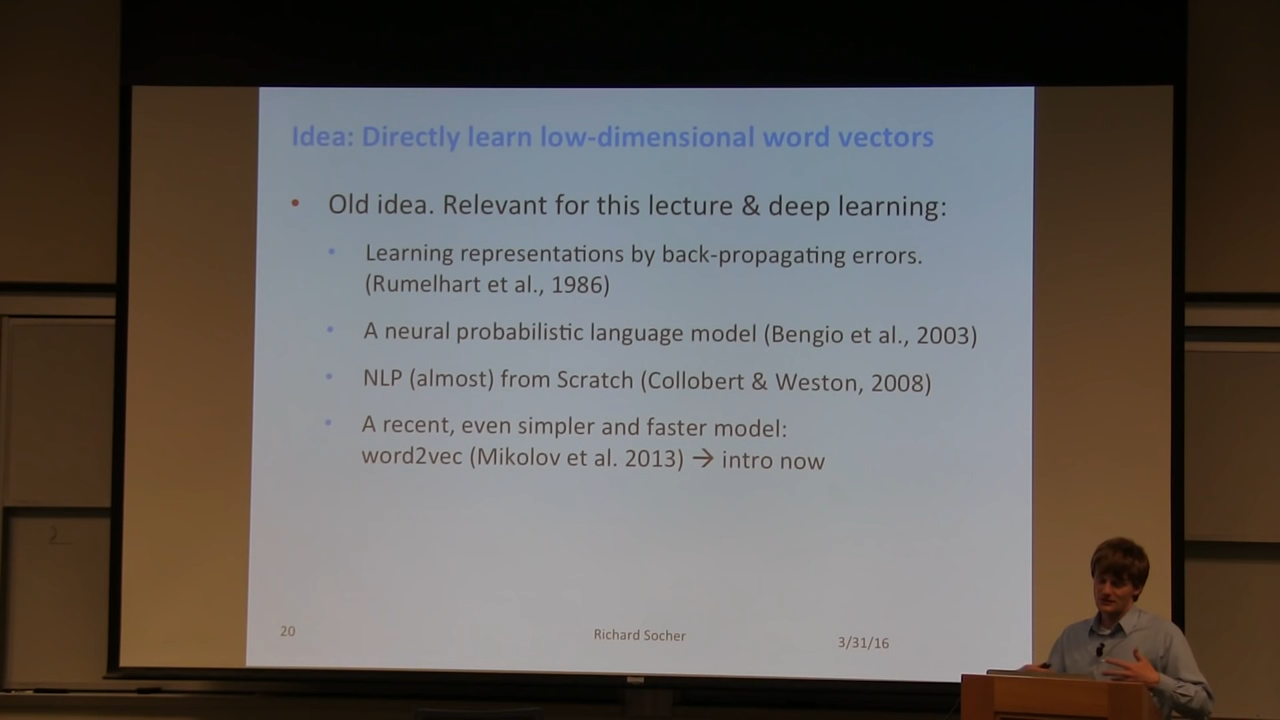 Idea: Directly learn low-dimensional word vectors
• Old idea. Relevant for this lecture & deep learning:
• Learning representations by back-propagating errors.
(Rumelhart et al., 1986)
• A neural probabilistic language model (Bengio et al., 2003)
• NLP (almost) from Scratch (Collobert & Weston, 2008)
• A recent, even simpler and faster model:
word2vec (Mikolov et al. 2013) → intro now
20
Richard Socher
3/31/16
2